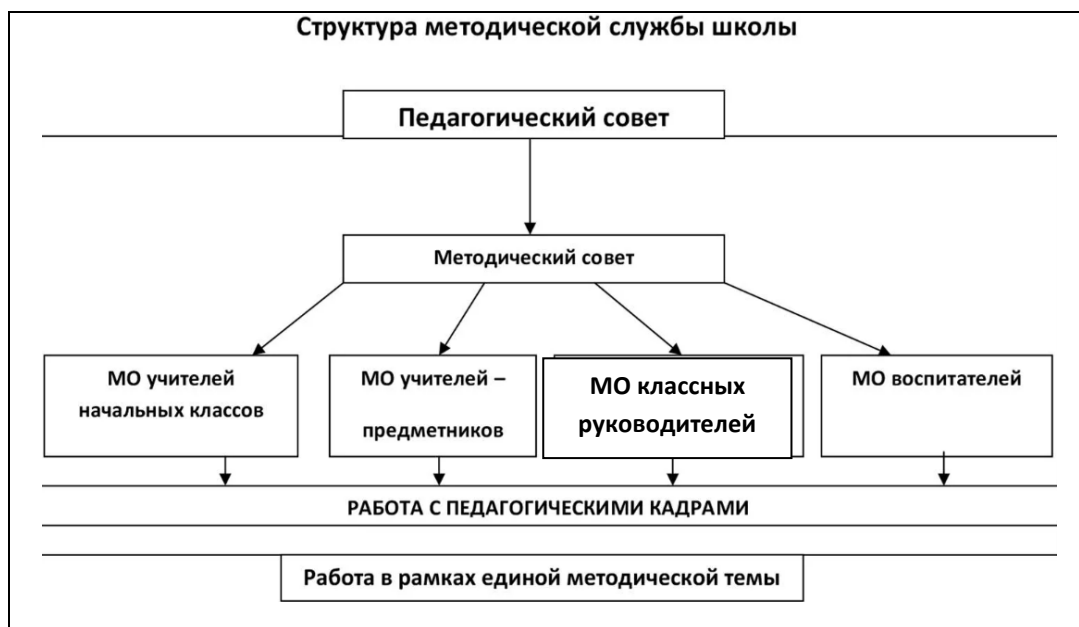 Структура методической службы школы
Педагогический совет
Методический совет
МО учителей
начальных классов
МО учителей –
предметников
МО классных
руководителей
МО воспитателей
РАБОТА С ПЕДАГОГИЧЕСКИМИ КАДРАМИ
Работа в рамках единой методической темы